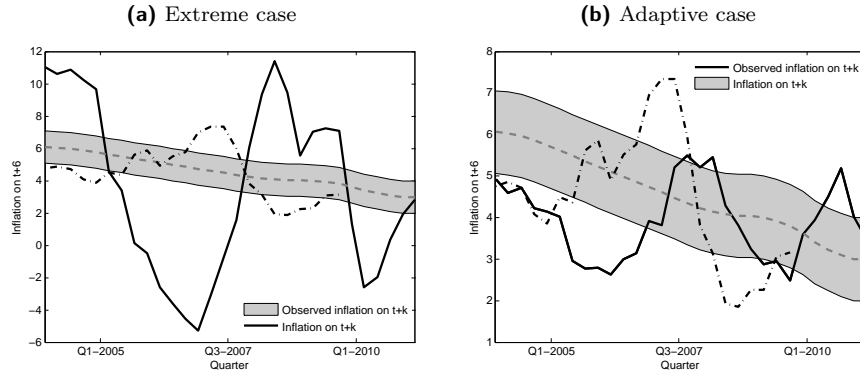 (a) Extreme case
12
10
8
6
4
2
0
−2
−4
−6
Inflation on t+6
Observed inflation on t+k
Inflation on t+k
Q1−2005
Q3−2007
Q1−2010
Quarter
(b) Adaptive case
8
7
6
5
4
3
2
1
Inflation on t+6
Observed inflation on t+k
Inflation on t+k
Q1−2005
Q3−2007
Q1−2010
Quarter